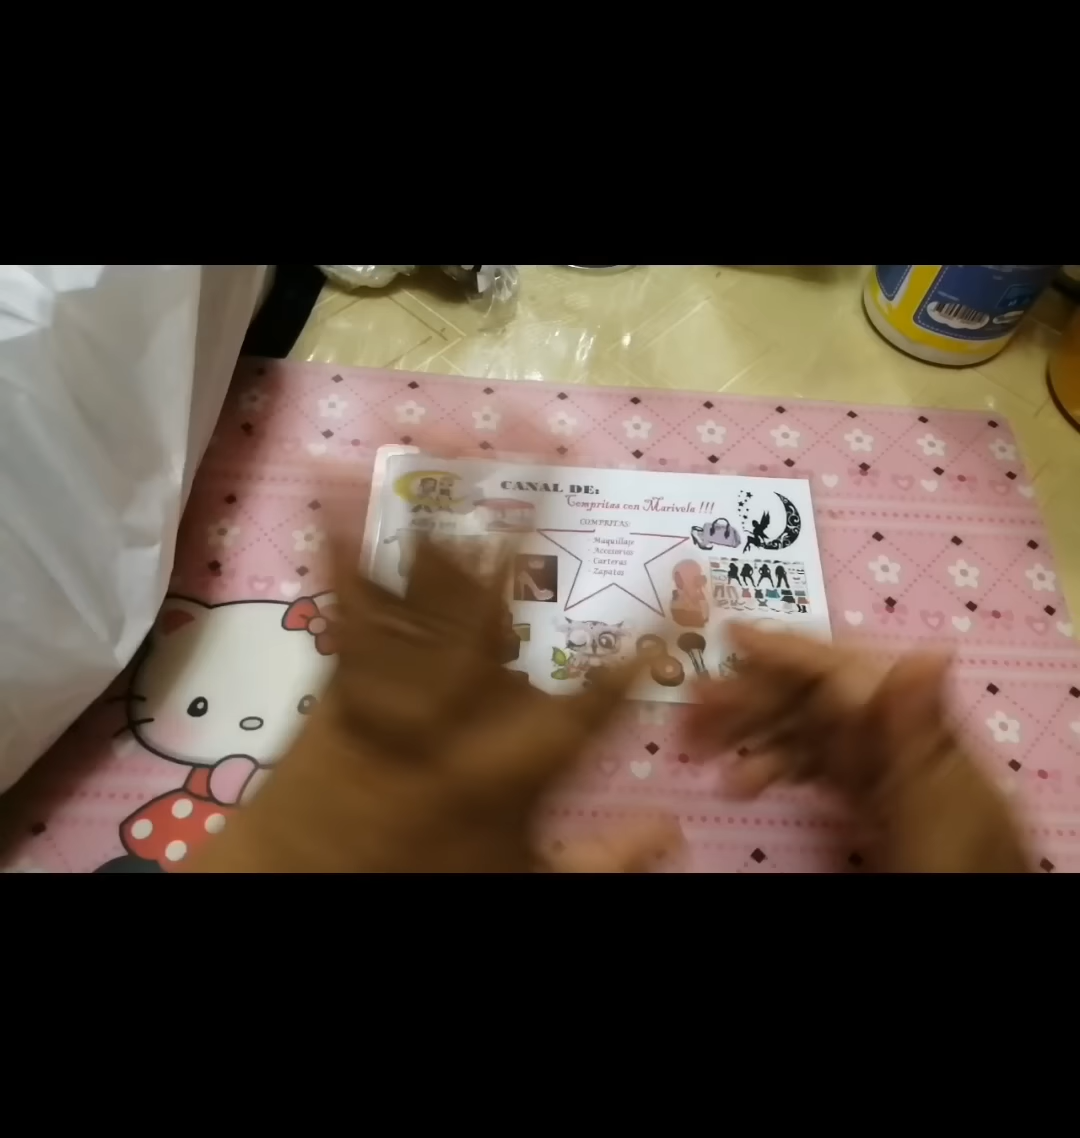 CANAL DE:
Compritas con Marivela !!!
COMPRITAS:
- Maquillaje
- Accesorios
- Carteras
- Zapatos